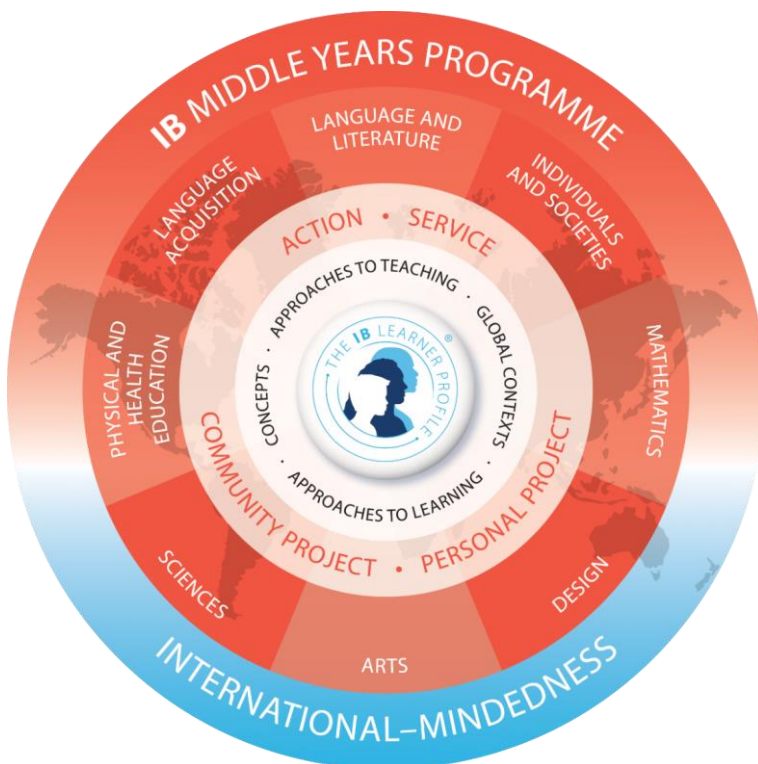 IB MIDDLE YEARS PROGRAMME
LANGUAGE AND
LITERATURE
INDIVIDUALS
AND SOCIETIES
MATHEMATICS
DESIGN
ARTS
SCIENCES
PHYSICAL AND
HEALTH
EDUCATION
LANGUAGE
ACQUISITION
ACTION • SERVICE
PERSONAL PROJECT
•
COMMUNITY PROJECT
APPROACHES TO TEACHING ·
GLOBAL CONTEXTS ·
APPROACHES TO LEARNING ·
CONCEPTS ·
THE IB LEARNER PROFILE ®
INTERNATIONAL–MINDEDNESS